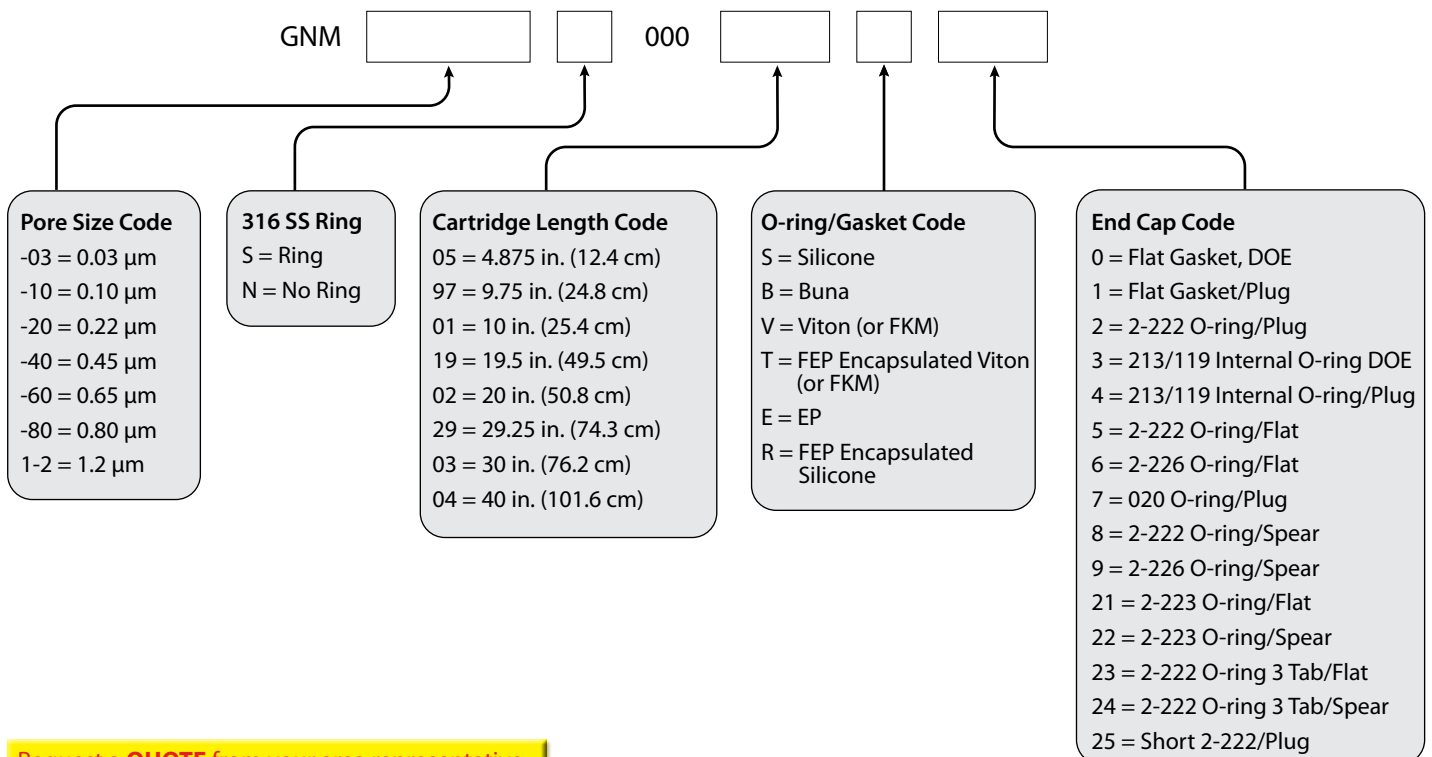 GNM 000
Pore Size Code
-03 = 0.03 µm
-10 = 0.10 µm
-20 = 0.22 µm
-40 = 0.45 µm
-60 = 0.65 µm
-80 = 0.80 µm
1-2 = 1.2 µm
316 SS Ring
S = Ring
N = No Ring
Cartridge Length Code
05 = 4.875 in. (12.4 cm)
97 = 9.75 in. (24.8 cm)
01 = 10 in. (25.4 cm)
19 = 19.5 in. (49.5 cm)
02 = 20 in. (50.8 cm)
29 = 29.25 in. (74.3 cm)
03 = 30 in. (76.2 cm)
04 = 40 in. (101.6 cm)
O-ring/Gasket Code
S = Silicone
B = Buna
V = Viton (or FKM)
T = FEP Encapsulated Viton
(or FKM)
E = EP
R = FEP Encapsulated
Silicone
End Cap Code
0 = Flat Gasket, DOE
1 = Flat Gasket/Plug
2 = 2-222 O-ring/Plug
3 = 213/119 Internal O-ring DOE
4 = 213/119 Internal O-ring/Plug
5 = 2-222 O-ring/Flat
6 = 2-226 O-ring/Flat
7 = 020 O-ring/Plug
8 = 2-222 O-ring/Spear
9 = 2-226 O-ring/Spear
21 = 2-223 O-ring/Flat
22 = 2-223 O-ring/Spear
23 = 2-222 O-ring 3 Tab/Flat
24 = 2-222 O-ring 3 Tab/Spear
25 = Short 2-222/Plug
Request a QUOTE from your area representative